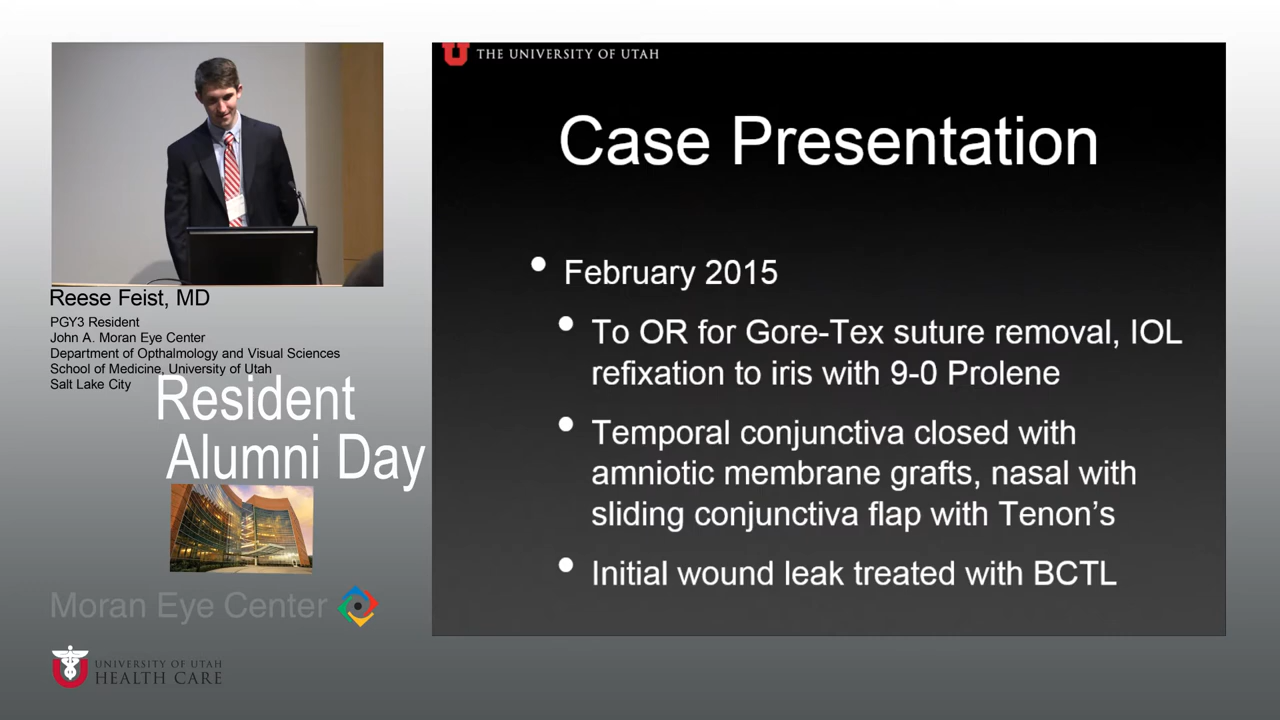 THE UNIVERSITY OF UTAH
Case Presentation
• February 2015
• To OR for Gore-Tex suture removal, IOL
refixation to iris with 9-0 Prolene
• Temporal conjunctiva closed with
amniotic membrane grafts, nasal with
sliding conjunctiva flap with Tenon’s
• Initial wound leak treated with BCTL
Reese Feist, MD
PGY3 Resident
John A. Moran Eye Center
Department of Opthalmology and Visual Sciences
School of Medicine, University of Utah
Salt Lake City
Resident
Alumni Day
Moran Eye Center
UNIVERSITY OF UTAH
HEALTH CARE